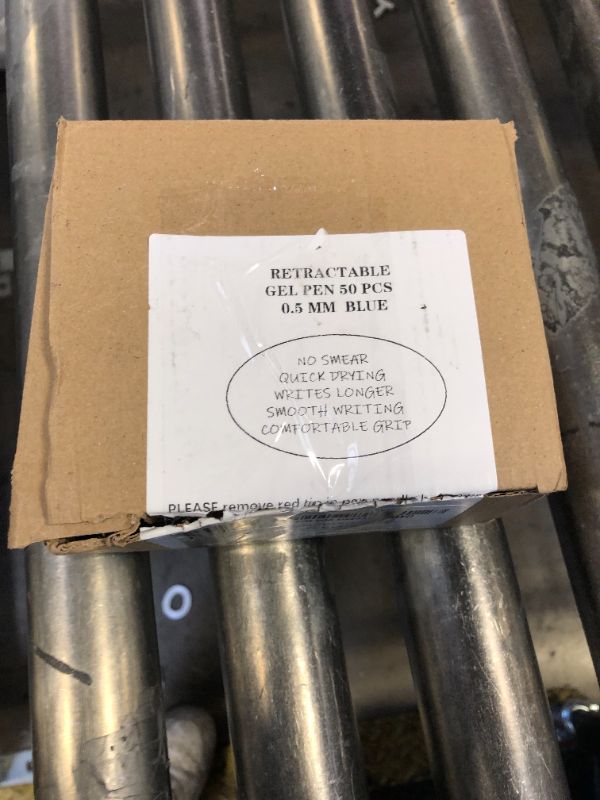 RETRACTABLE
GEL PEN 50 PCS
0.5 MM BLUE
NO SMEAR
QUICK DRYING
WRITES LONGER
SMOOTH WRITING
COMFORTABLE GRIP
PLEASE remove red tip